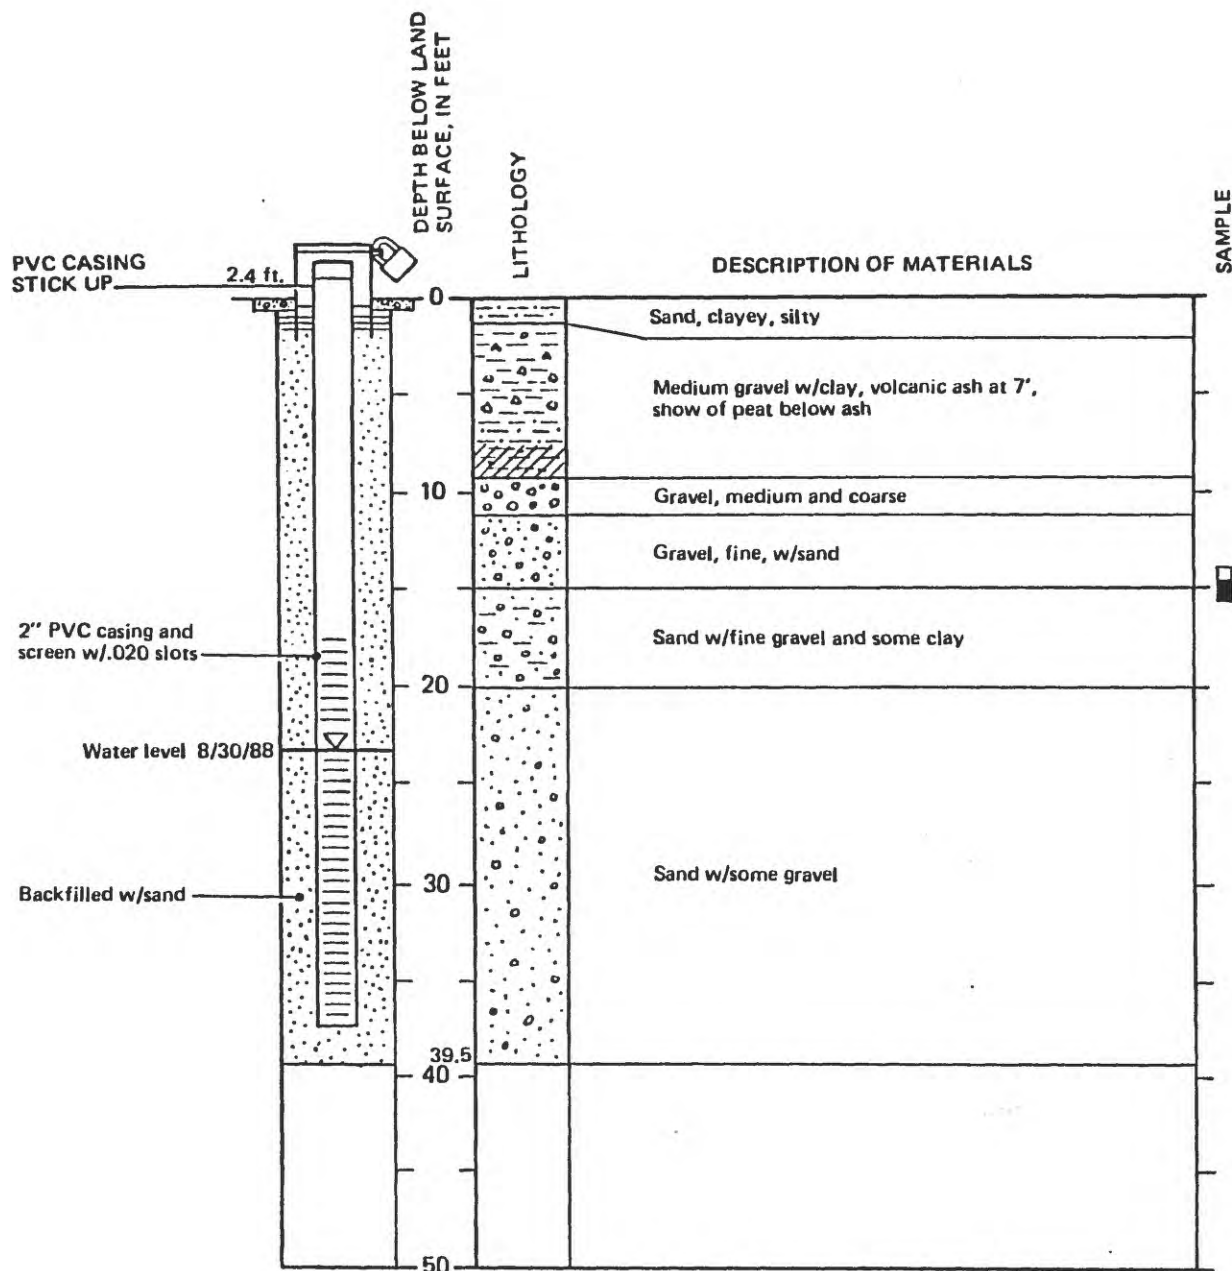 DEPTH BELOW LAND
SURFACE, IN FEET
LITHOLOGY
SAMPLE
PVC CASING
STICK UP
2.4 ft.
DESCRIPTION OF MATERIALS
0
Sand, clayey, silty
Medium gravel w/clay, volcanic ash at 7',
show of peat below ash
10
Gravel, medium and coarse
Gravel, fine, w/sand
2" PVC casing and
screen w/.020 slots
Sand w/fine gravel and some clay
20
Water level 8/30/88
Backfilled w/sand
30
Sand w/some gravel
39.5
40
50